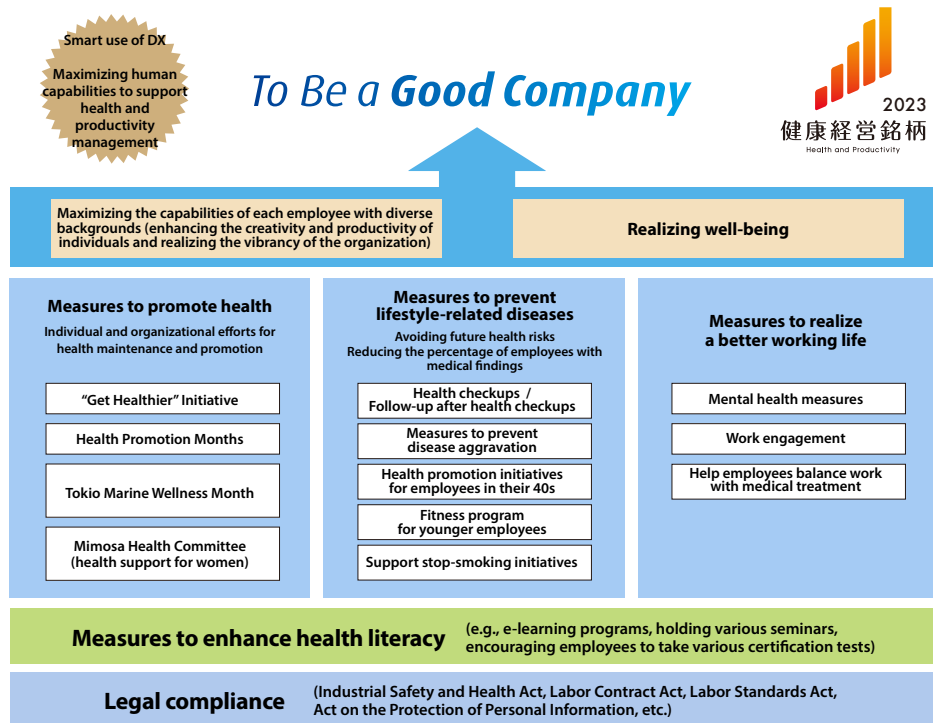 Smart use of DX
Maximizing human
capabilities to support
health and
productivity
management
To Be a Good Company
2023
健康経営銘柄
Health and Productivity
Maximizing the capabilities of each employee with diverse
backgrounds (enhancing the creativity and productivity of
individuals and realizing the vibrancy of the organization)
Realizing well-being
Measures to promote health
Individual and organizational efforts for
health maintenance and promotion
“Get Healthier” Initiative
Health Promotion Months
Tokio Marine Wellness Month
Mimosa Health Committee
(health support for women)
Measures to prevent
lifestyle-related diseases
Avoiding future health risks
Reducing the percentage of employees with
medical findings
Health checkups /
Follow-up after health checkups
Measures to prevent
disease aggravation
Health promotion initiatives
for employees in their 40s
Fitness program
for younger employees
Support stop-smoking initiatives
Measures to realize
a better working life
Mental health measures
Work engagement
Help employees balance work
with medical treatment
Measures to enhance health literacy
(e.g., e-learning programs, holding various seminars,
encouraging employees to take various certification tests)
Legal compliance
(Industrial Safety and Health Act, Labor Contract Act, Labor Standards Act,
Act on the Protection of Personal Information, etc.)